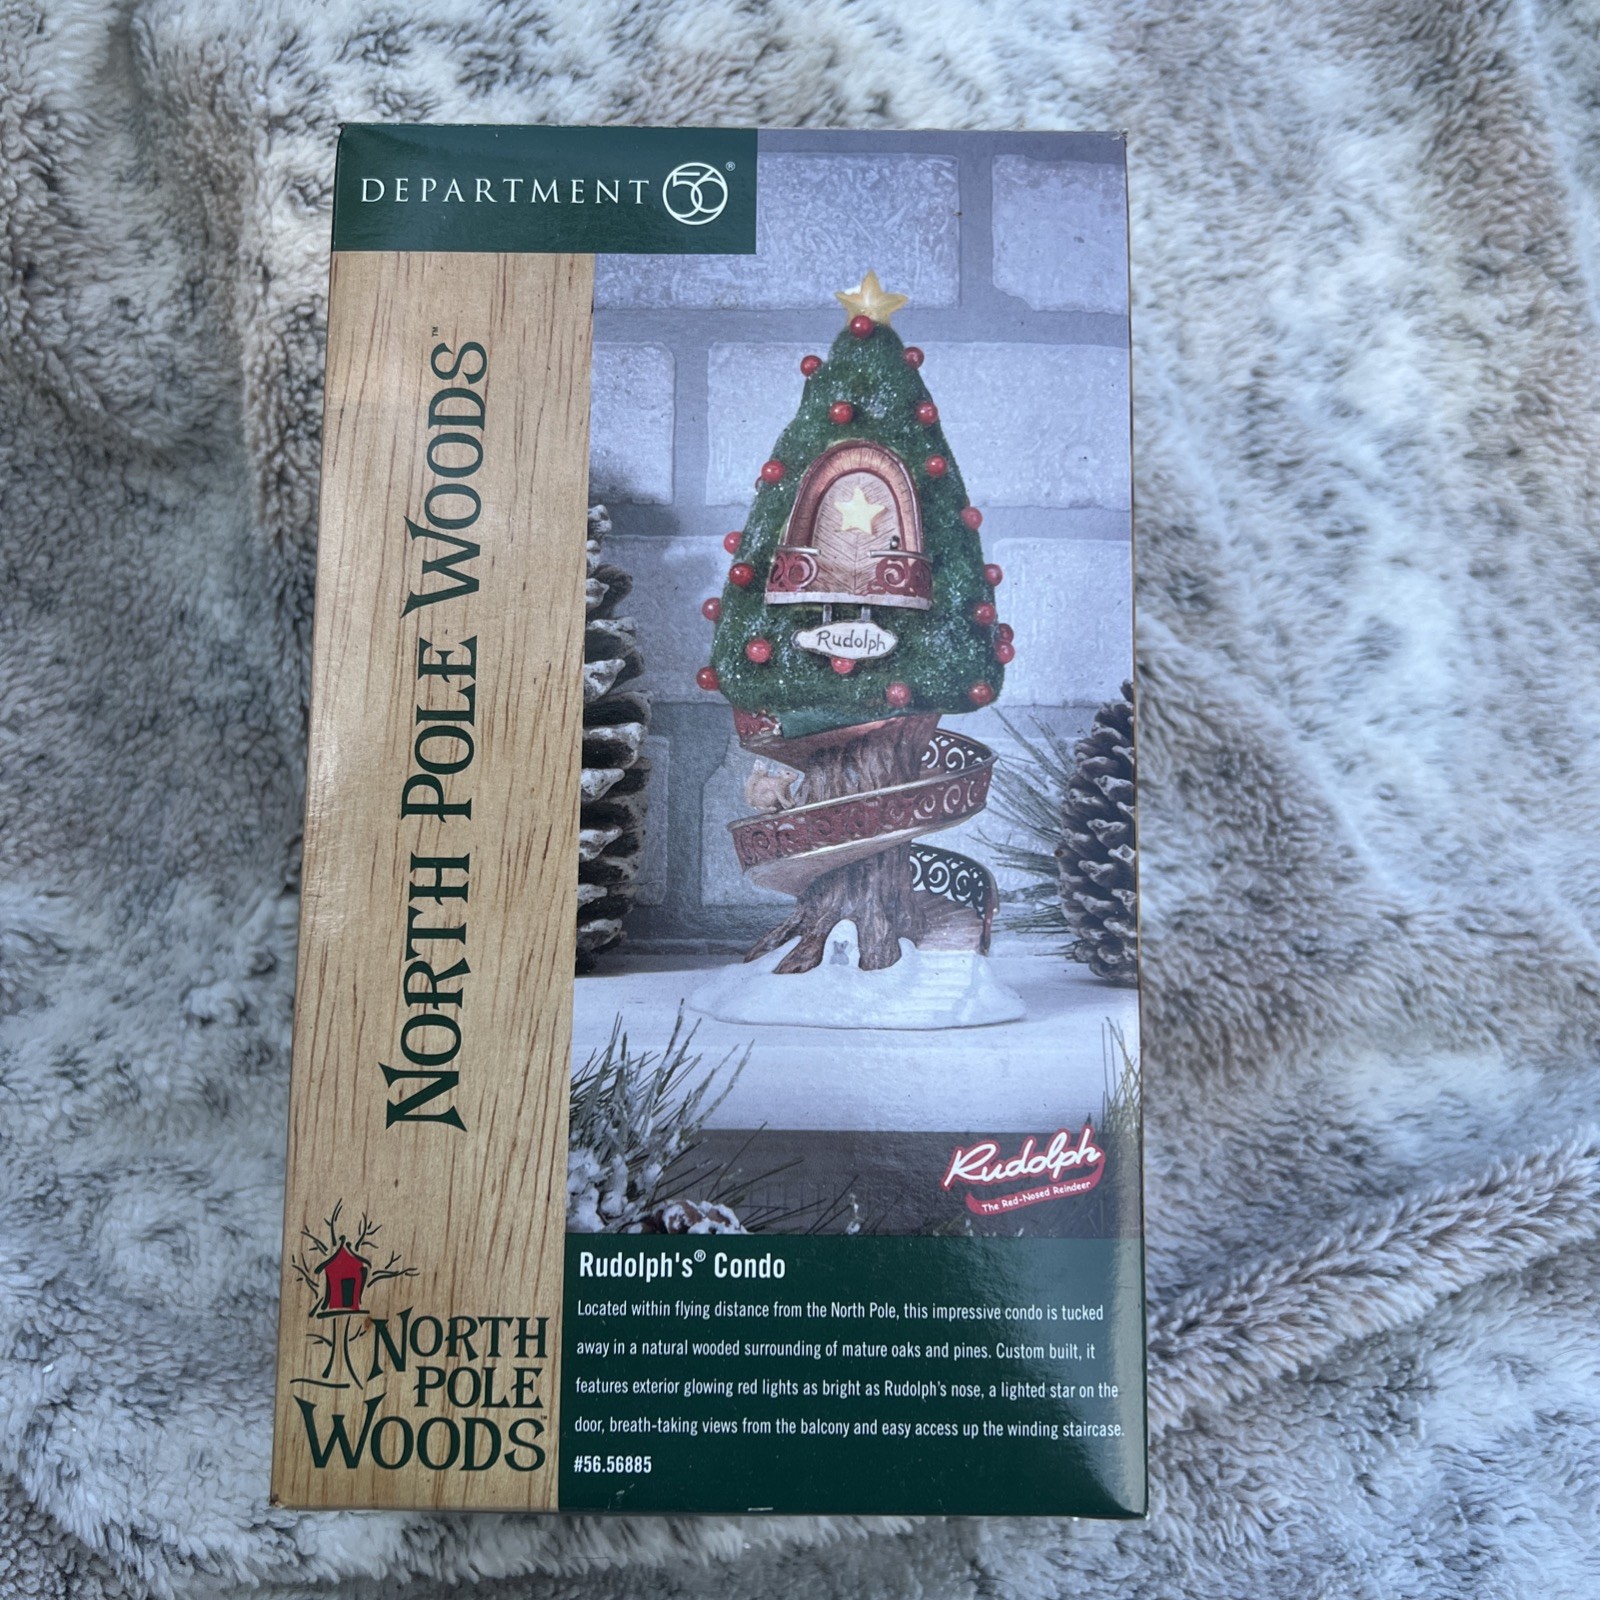 DEPARTMENT 56®
NORTH POLE WOODS™
Rudolph
Rudolph
The Red-Nosed Reindeer
NORTH
POLE
WOODS™
Rudolph's® Condo
Located within flying distance from the North Pole, this impressive condo is tucked
away in a natural wooded surrounding of mature oaks and pines. Custom built, it
features exterior glowing red lights as bright as Rudolph's nose, a lighted star on the
door, breath-taking views from the balcony and easy access up the winding staircase.
#56.56885